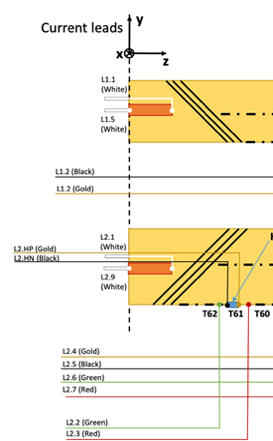 Current leads
y
x
z
L1.1
(White)
L1.5
(White)
L1.2 (Black)
L1.2 (Gold)
L2.1
(White)
L2.HP (Gold)
L2.HN (Black)
L2.9
(White)
T62 T61 T60
L2.4 (Gold)
L2.5 (Black)
L2.6 (Green)
L2.7 (Red)
L2.2 (Green)
L2.3 (Red)